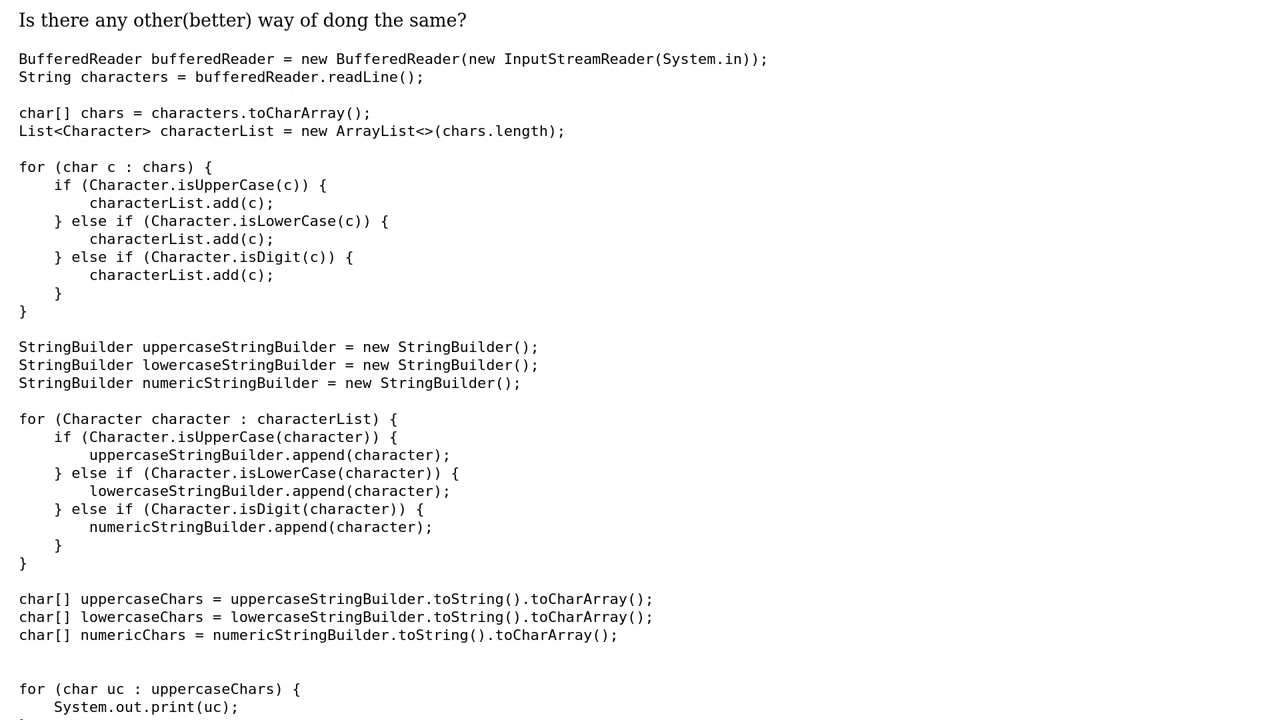 Is there any other(better) way of dong the same?
BufferedReader bufferedReader = new BufferedReader(new InputStreamReader(System.in));
String characters = bufferedReader.readLine();
char[] chars = characters.toCharArray();
List<Character> characterList = new ArrayList<>(chars.length);
for (char c : chars) {
    if (Character.isUpperCase(c)) {
        characterList.add(c);
    } else if (Character.isLowerCase(c)) {
        characterList.add(c);
    } else if (Character.isDigit(c)) {
        characterList.add(c);
    }
}
StringBuilder uppercaseStringBuilder = new StringBuilder();
StringBuilder lowercaseStringBuilder = new StringBuilder();
StringBuilder numericStringBuilder = new StringBuilder();
for (Character character : characterList) {
    if (Character.isUpperCase(character)) {
        uppercaseStringBuilder.append(character);
    } else if (Character.isLowerCase(character)) {
        lowercaseStringBuilder.append(character);
    } else if (Character.isDigit(character)) {
        numericStringBuilder.append(character);
    }
}
char[] uppercaseChars = uppercaseStringBuilder.toString().toCharArray();
char[] lowercaseChars = lowercaseStringBuilder.toString().toCharArray();
char[] numericChars = numericStringBuilder.toString().toCharArray();
for (char uc : uppercaseChars) {
    System.out.print(uc);